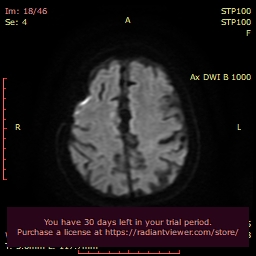 Im: 18/46
Se: 4
A
STP100
STP100
F
Ax DWI B 1000
R
L
You have 30 days left in your trial period.
Purchase a license at https://radiantviewer.com/store/